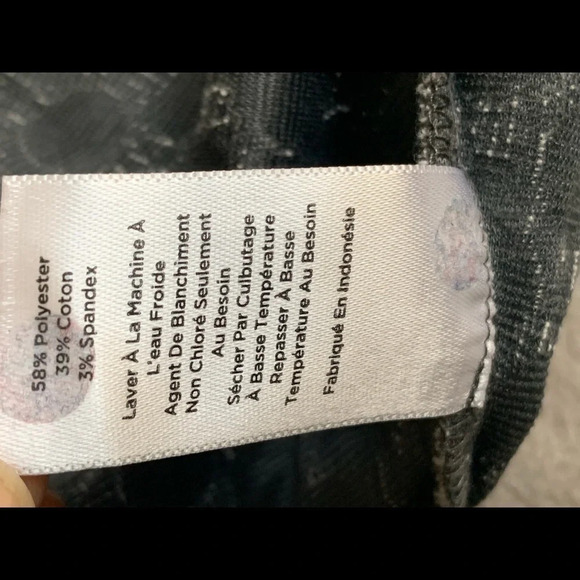 58% Polyester
39% Coton
3% Spandex
Laver À La Machine À
L'eau Froide
Agent De Blanchiment
Non Chloré Seulement
Au Besoin
Sécher Par Culbutage
À Basse Température
Repasser À Basse
Température Au Besoin
Fabriqué En Indonésie